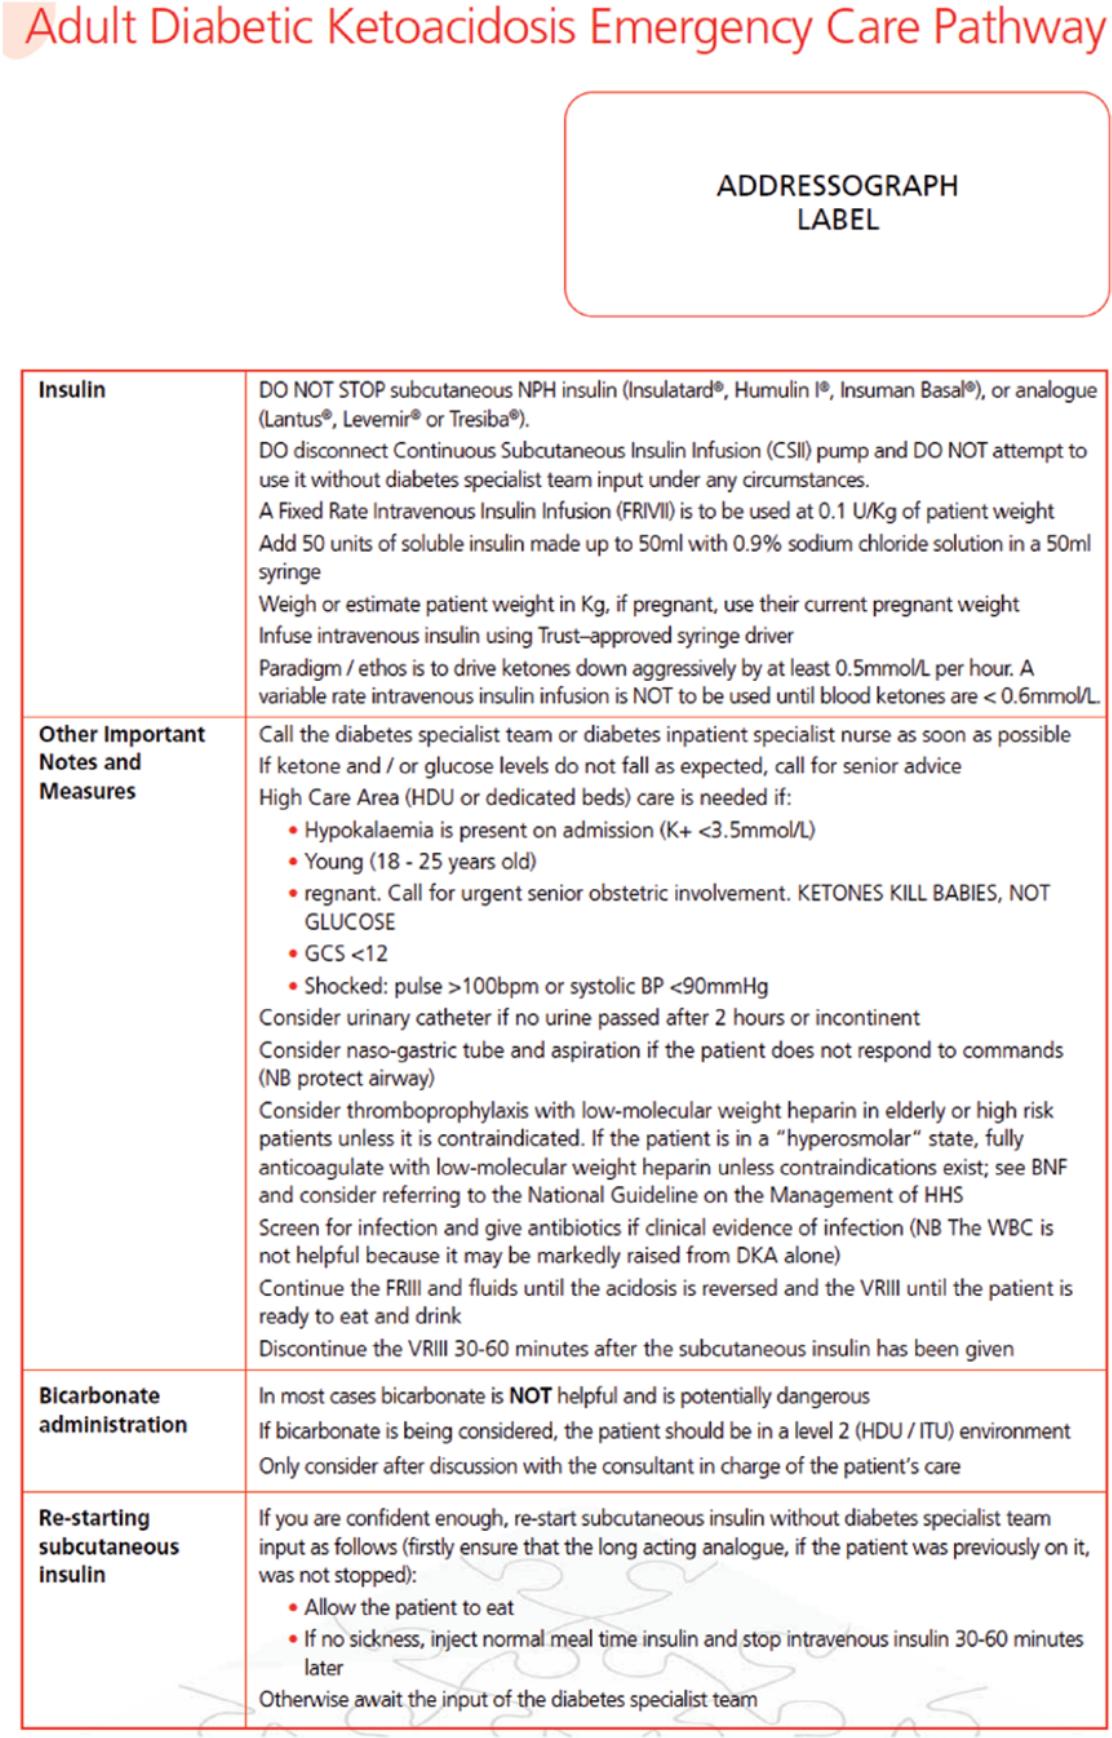 Adult Diabetic Ketoacidosis Emergency Care Pathway
ADDRESSOGRAPH
LABEL
Insulin
DO NOT STOP subcutaneous NPH insulin (Insulatard®, Humulin I®, Insuman Basal®), or analogue
(Lantus®, Levemir® or Tresiba®).
DO disconnect Continuous Subcutaneous Insulin Infusion (CSII) pump and DO NOT attempt to
use it without diabetes specialist team input under any circumstances.
A Fixed Rate Intravenous Insulin Infusion (FRIVII) is to be used at 0.1 U/Kg of patient weight
Add 50 units of soluble insulin made up to 50ml with 0.9% sodium chloride solution in a 50ml
syringe
Weigh or estimate patient weight in Kg, if pregnant, use their current pregnant weight
Infuse intravenous insulin using Trust–approved syringe driver
Paradigm / ethos is to drive ketones down aggressively by at least 0.5mmol/L per hour. A
variable rate intravenous insulin infusion is NOT to be used until blood ketones are < 0.6mmol/L.
Other Important
Notes and
Measures
Call the diabetes specialist team or diabetes inpatient specialist nurse as soon as possible
If ketone and / or glucose levels do not fall as expected, call for senior advice
High Care Area (HDU or dedicated beds) care is needed if:
• Hypokalaemia is present on admission (K+ <3.5mmol/L)
• Young (18 - 25 years old)
• regnant. Call for urgent senior obstetric involvement. KETONES KILL BABIES, NOT
GLUCOSE
• GCS <12
• Shocked: pulse >100bpm or systolic BP <90mmHg
Consider urinary catheter if no urine passed after 2 hours or incontinent
Consider naso-gastric tube and aspiration if the patient does not respond to commands
(NB protect airway)
Consider thromboprophylaxis with low-molecular weight heparin in elderly or high risk
patients unless it is contraindicated. If the patient is in a "hyperosmolar" state, fully
anticoagulate with low-molecular weight heparin unless contraindications exist; see BNF
and consider referring to the National Guideline on the Management of HHS
Screen for infection and give antibiotics if clinical evidence of infection (NB The WBC is
not helpful because it may be markedly raised from DKA alone)
Continue the FRIII and fluids until the acidosis is reversed and the VRIII until the patient is
ready to eat and drink
Discontinue the VRIII 30-60 minutes after the subcutaneous insulin has been given
Bicarbonate
administration
In most cases bicarbonate is NOT helpful and is potentially dangerous
If bicarbonate is being considered, the patient should be in a level 2 (HDU / ITU) environment
Only consider after discussion with the consultant in charge of the patient's care
Re-starting
subcutaneous
insulin
If you are confident enough, re-start subcutaneous insulin without diabetes specialist team
input as follows (firstly ensure that the long acting analogue, if the patient was previously on it,
was not stopped):
• Allow the patient to eat
• If no sickness, inject normal meal time insulin and stop intravenous insulin 30-60 minutes
later
Otherwise await the input of the diabetes specialist team